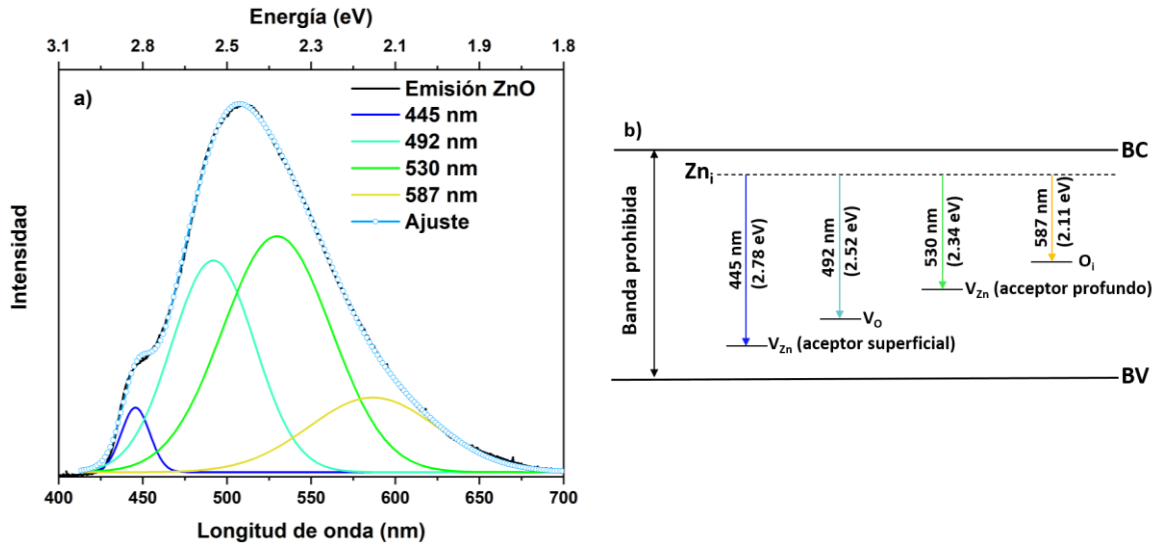 Energía (eV)
3.1 2.8 2.5 2.3 2.1 1.9 1.8
a)
Emisión ZnO
445 nm
492 nm
530 nm
587 nm
Ajuste
Intensidad
400 450 500 550 600 650 700
Longitud de onda (nm)
b)
BC
Zni
Banda prohibida
445 nm
(2.78 eV)
492 nm
(2.52 eV)
530 nm
(2.34 eV)
587 nm
(2.11 eV)
Oi
VZn (acceptor profundo)
VO
VZn (aceptor superficial)
BV